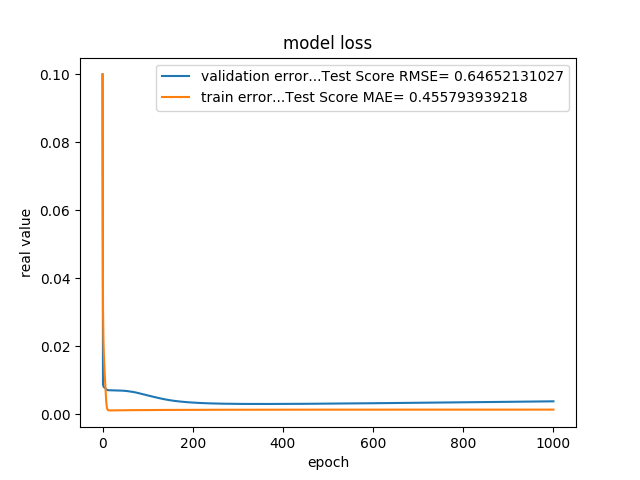 model loss
validation error...Test Score RMSE= 0.64652131027
train error...Test Score MAE= 0.455793939218
real value
0.10
0.08
0.06
0.04
0.02
0.00
0 200 400 600 800 1000
epoch